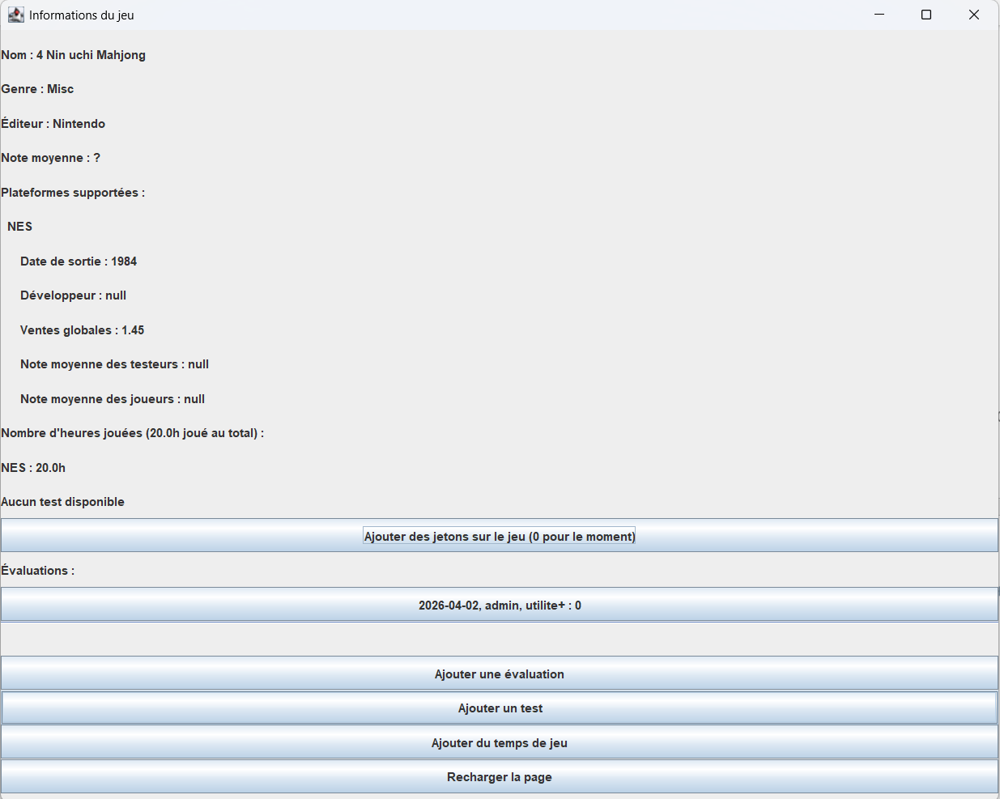 Informations du jeu
Nom : 4 Nin uchi Mahjong
Genre : Misc
Éditeur : Nintendo
Note moyenne : ?
Plateformes supportées :
NES
Date de sortie : 1984
Développeur : null
Ventes globales : 1.45
Note moyenne des testeurs : null
Note moyenne des joueurs : null
Nombre d'heures jouées (20.0h joué au total) :
NES : 20.0h
Aucun test disponible
Ajouter des jetons sur le jeu (0 pour le moment)
Évaluations :
2026-04-02, admin, utilite+ : 0
Ajouter une évaluation
Ajouter un test
Ajouter du temps de jeu
Recharger la page